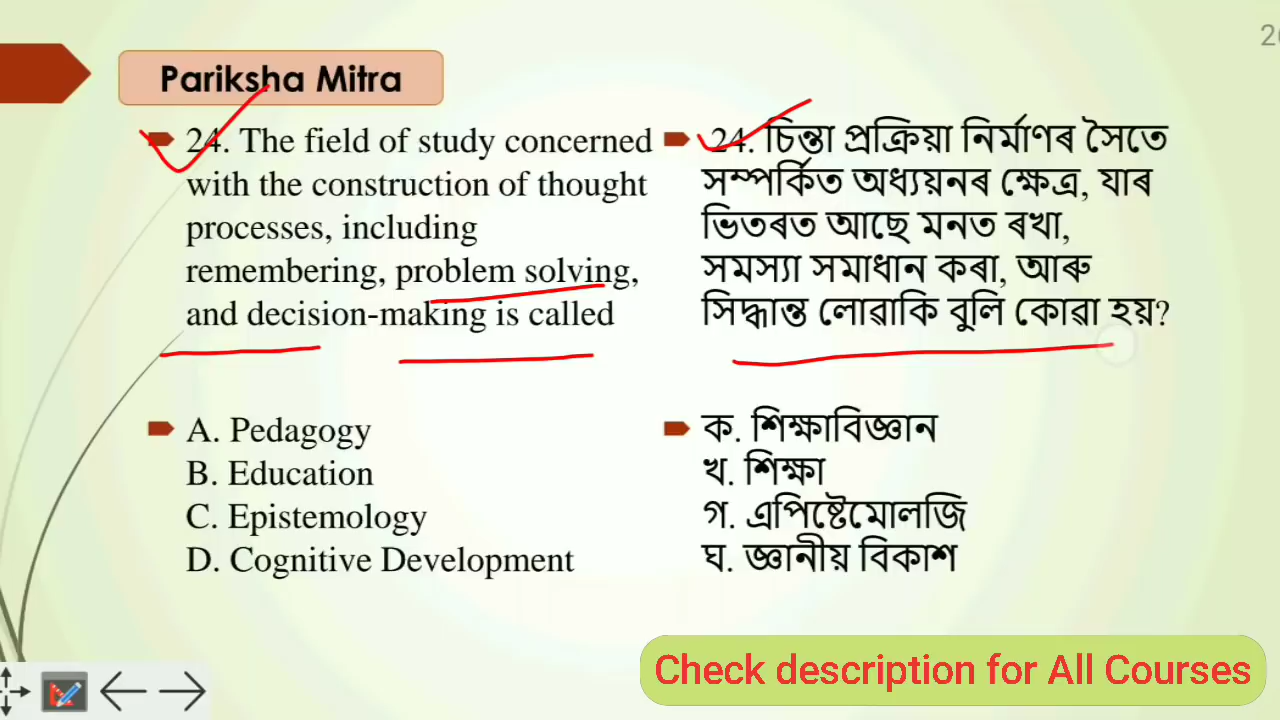 Pariksha Mitra
24. The field of study concerned
with the construction of thought
processes, including
remembering, problem solving,
and decision-making is called
A. Pedagogy
B. Education
C. Epistemology
D. Cognitive Development
24. চিন্তা প্ৰক্ৰিয়া নিৰ্মাণৰ সৈতে
সম্পৰ্কিত অধ্যয়নৰ ক্ষেত্ৰ, যাৰ
ভিতৰত আছে মনত ৰখা,
সমস্যা সমাধান কৰা, আৰু
সিদ্ধান্ত লোৱাকি বুলি কোৱা হয়?
ক. শিক্ষাবিজ্ঞান
খ. শিক্ষা
গ. এপিষ্টেমোলজি
ঘ. জ্ঞানীয় বিকাশ
Check description for All Courses